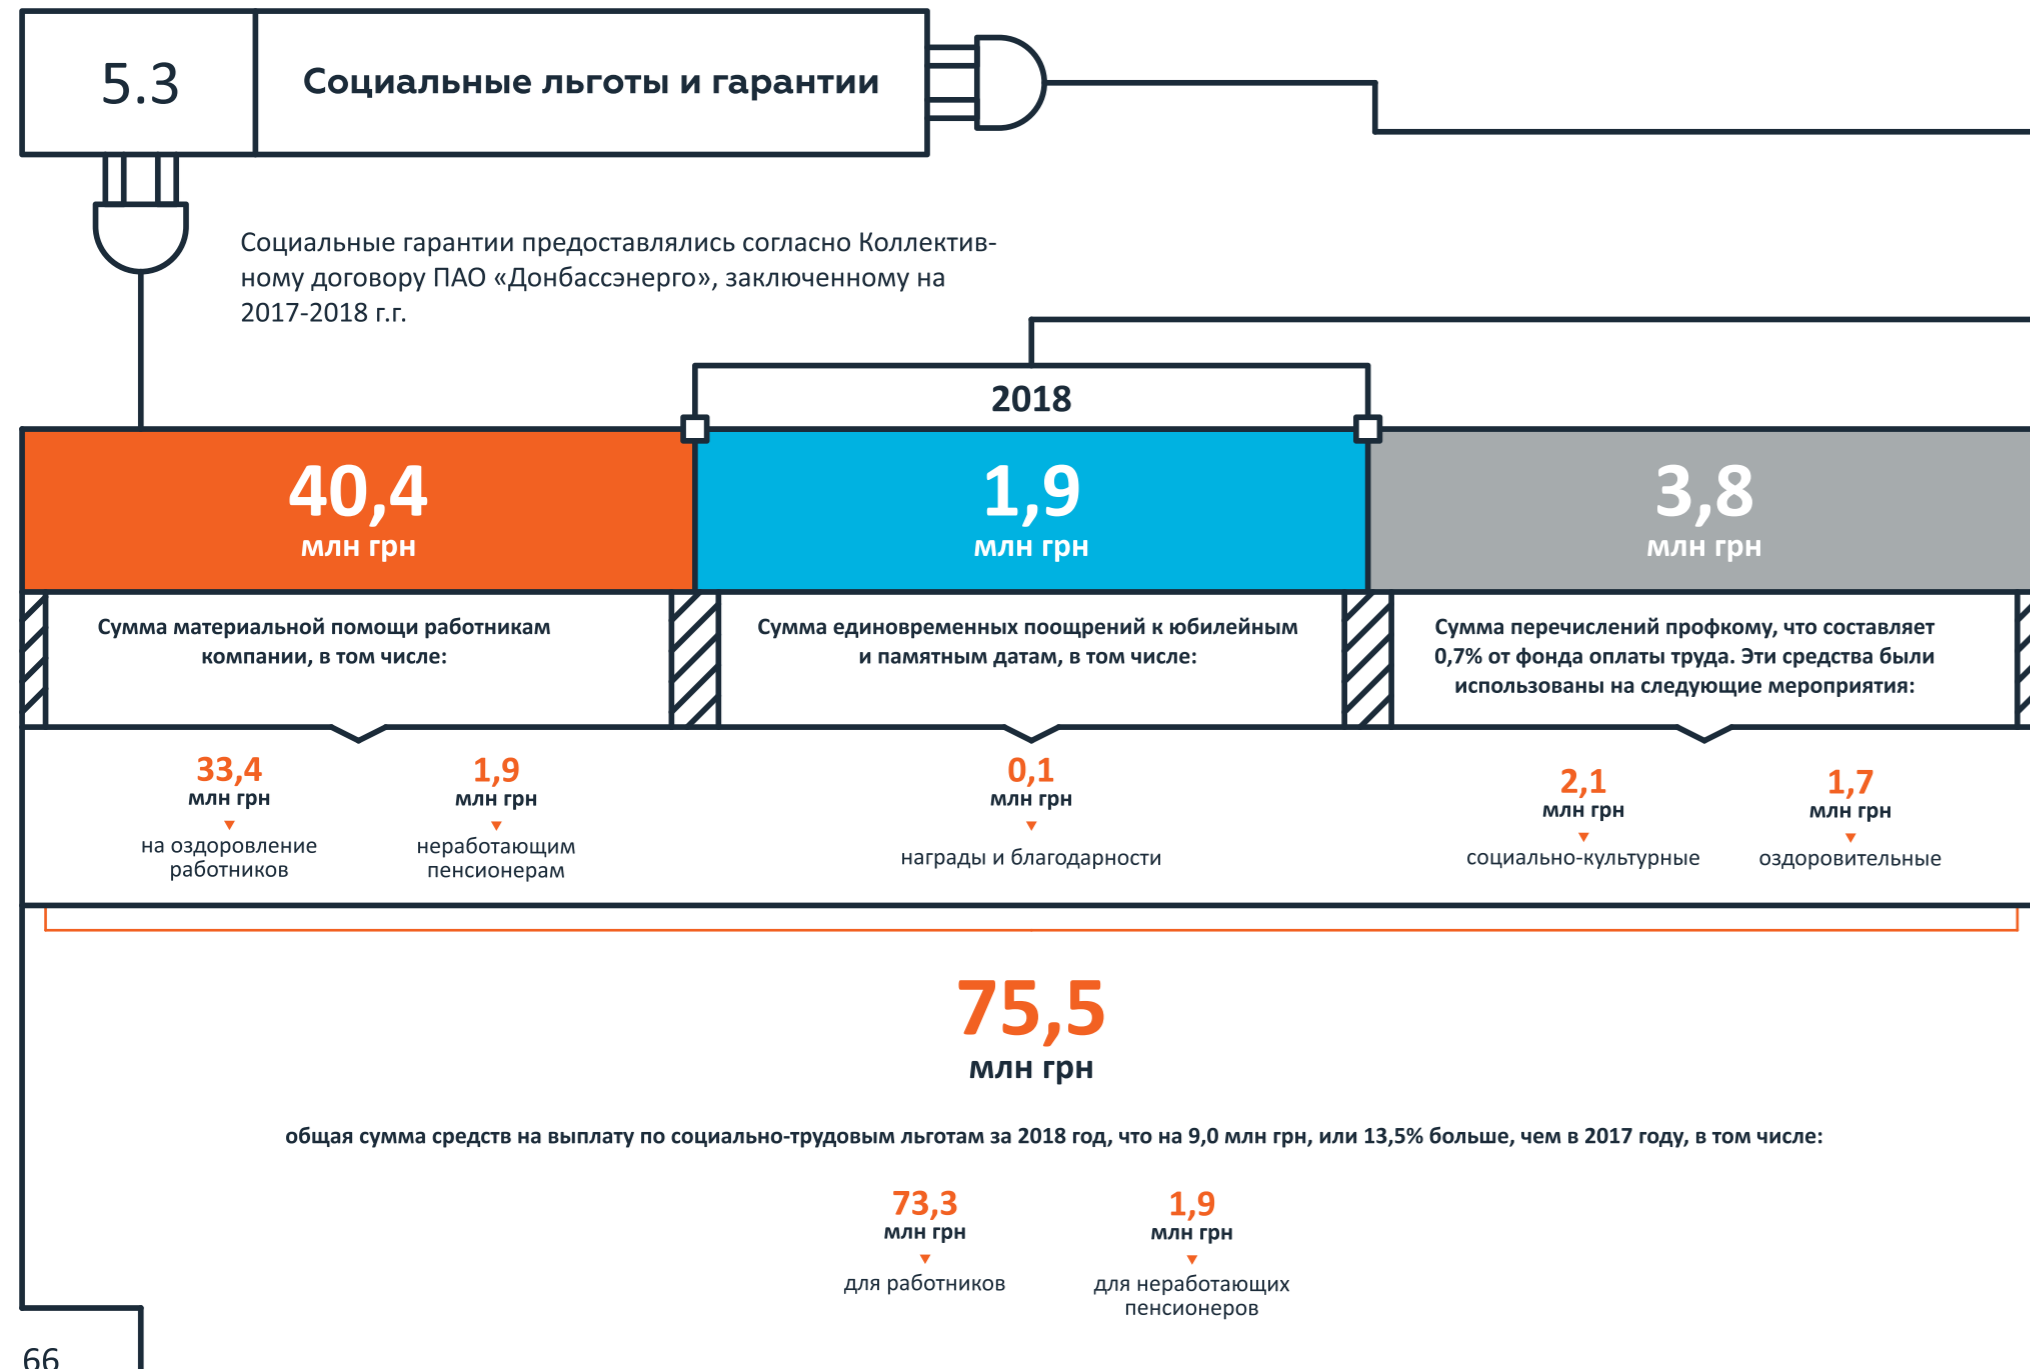 5.3
Социальные льготы и гарантии
Социальные гарантии предоставлялись согласно Коллектив-
ному договору ПАО «Донбассэнерго», заключенному на
2017-2018 г.г.
2018
40,4
млн грн
1,9
млн грн
3,8
млн грн
Сумма материальной помощи работникам
компании, в том числе:
Сумма единовременных поощрений к юбилейным
и памятным датам, в том числе:
Сумма перечислений профкому, что составляет
0,7% от фонда оплаты труда. Эти средства были
использованы на следующие мероприятия:
33,4
млн грн
на оздоровление
работников
1,9
млн грн
неработающим
пенсионерам
0,1
млн грн
награды и благодарности
2,1
млн грн
социально-культурные
1,7
млн грн
оздоровительные
75,5
млн грн
общая сумма средств на выплату по социально-трудовым льготам за 2018 год, что на 9,0 млн грн, или 13,5% больше, чем в 2017 году, в том числе:
73,3
млн грн
для работников
1,9
млн грн
для неработающих
пенсионеров
66